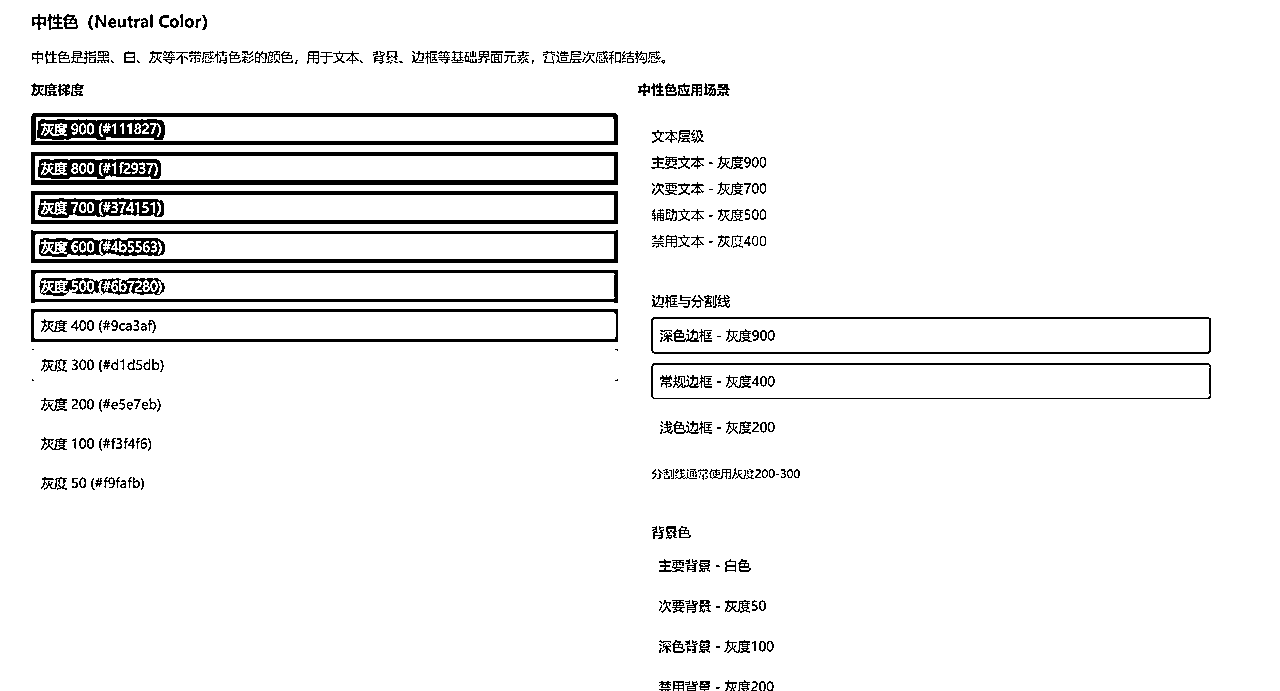 中性色（Neutral Color）
中性色是指黑、白、灰等不带感情色彩的颜色，用于文本、背景、边框等基础界面元素，营造层次感和结构感。
灰度梯度
灰度 900 (#111827)
灰度 800 (#1f2937)
灰度 700 (#374151)
灰度 600 (#4b5563)
灰度 500 (#6b7280)
灰度 400 (#9ca3af)
灰度 300 (#d1d5db)
灰度 200 (#e5e7eb)
灰度 100 (#f3f4f6)
灰度 50 (#f9fafb)
中性色应用场景
文本层级
主要文本 - 灰度900
次要文本 - 灰度700
辅助文本 - 灰度500
禁用文本 - 灰度400
边框与分割线
深色边框 - 灰度900
常规边框 - 灰度400
浅色边框 - 灰度200
分割线通常使用灰度200-300
背景色
主要背景 - 白色
次要背景 - 灰度50
深色背景 - 灰度100
禁用背景 - 灰度200